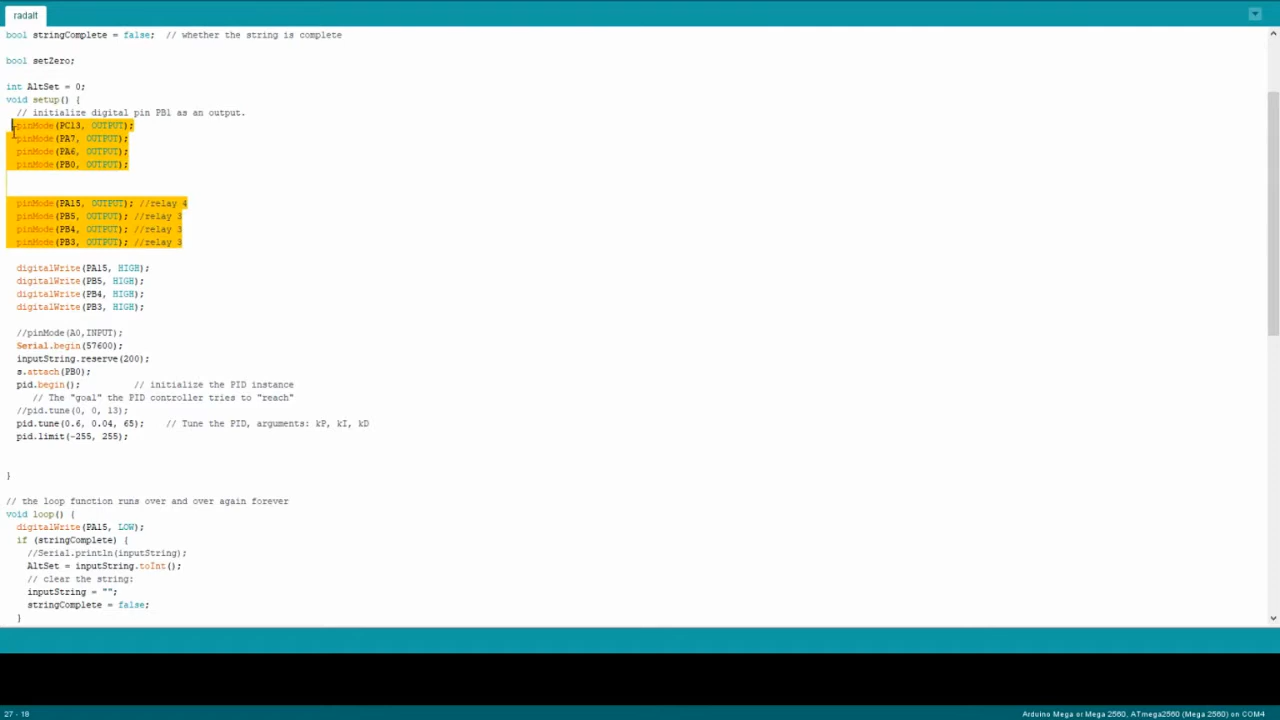 radalt
bool stringComplete = false;  // whether the string is complete
bool setZero;
int AltSet = 0;
void setup() {
  // initialize digital pin PB1 as an output.
  pinMode(PC13, OUTPUT);
  pinMode(PA7, OUTPUT);
  pinMode(PA6, OUTPUT);
  pinMode(PB0, OUTPUT);
  pinMode(PA15, OUTPUT); //relay 4
  pinMode(PB5, OUTPUT); //relay 3
  pinMode(PB4, OUTPUT); //relay 3
  pinMode(PB3, OUTPUT); //relay 3
  digitalWrite(PA15, HIGH);
  digitalWrite(PB5, HIGH);
  digitalWrite(PB4, HIGH);
  digitalWrite(PB3, HIGH);
  //pinMode(A0,INPUT);
  Serial.begin(57600);
  inputString.reserve(200);
  s.attach(PB0);
  pid.begin();          // initialize the PID instance
     // The "goal" the PID controller tries to "reach"
  //pid.tune(0, 0, 13);
  pid.tune(0.6, 0.04, 65);    // Tune the PID, arguments: kP, kI, kD
  pid.limit(-255, 255);
}
// the loop function runs over and over again forever
void loop() {
  digitalWrite(PA15, LOW);
  if (stringComplete) {
    //Serial.println(inputString);
    AltSet = inputString.toInt();
    // clear the string:
    inputString = "";
    stringComplete = false;
  }
27 - 18
Arduino Mega or Mega 2560, ATmega2560 (Mega 2560) on COM4